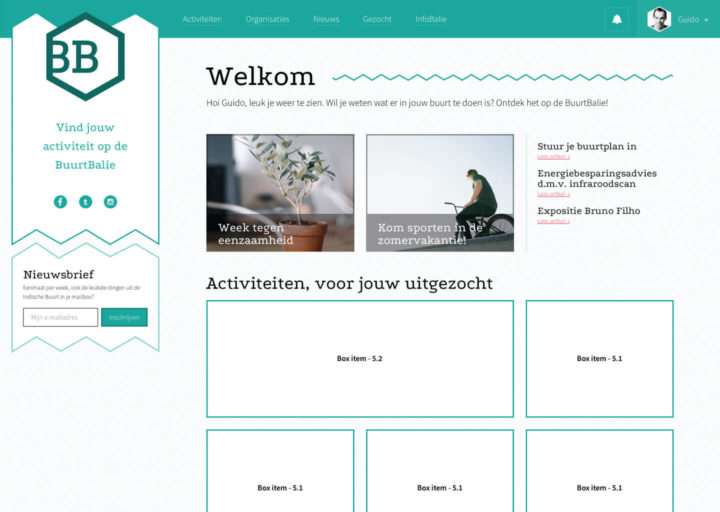 Activiteiten Organisaties Nieuws Gezocht InfoBalie Guido
BB
Vind jouw
activiteit op de
BuurtBalie
Nieuwsbrief
Eenmaal per week, ook de leukste dingen uit de
Indische Buurt in je mailbox?
Mijn e-mailadres
Inschrijven
Welkom
Hoi Guido, leuk je weer te zien. Wil je weten wat er in jouw buurt te doen is? Ontdek het op de BuurtBalie!
Week tegen
eenzaamheid
Kom sporten in de
zomervakantie!
Stuur je buurtplan in
Lees artikel »
Energiebesparingsadvies
d.m.v. infraroodscan
Lees artikel »
Expositie Bruno Filho
Lees artikel »
Activiteiten, voor jouw uitgezocht
Box item - 5.2
Box item - 5.1
Box item - 5.1
Box item - 5.1
Box item - 5.1